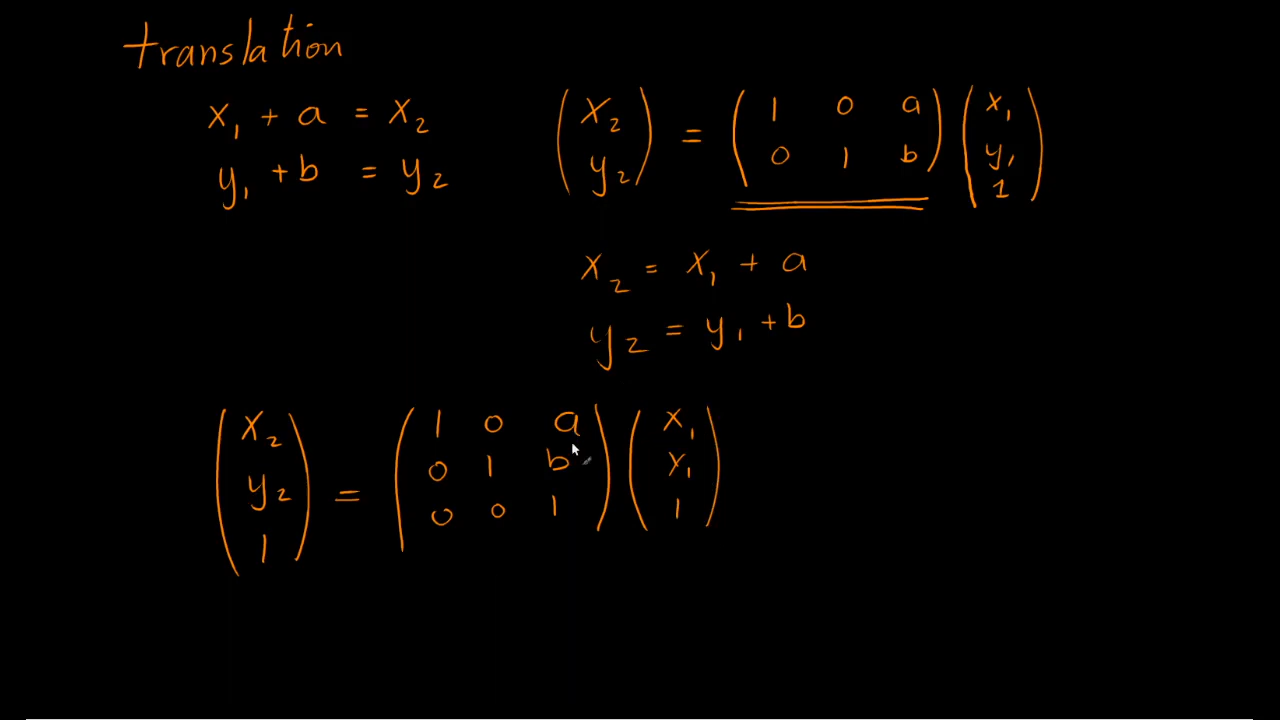 translation
x₁ + a = x₂
y₁ + b = y₂
(x₂ y₂) = (1 0 a 0 1 b) (x₁ y₁ 1)
x₂ = x₁ + a
y₂ = y₁ + b
(x₂ y₂ 1) = (1 0 a 0 1 b 0 0 1) (x₁ x₁ 1)